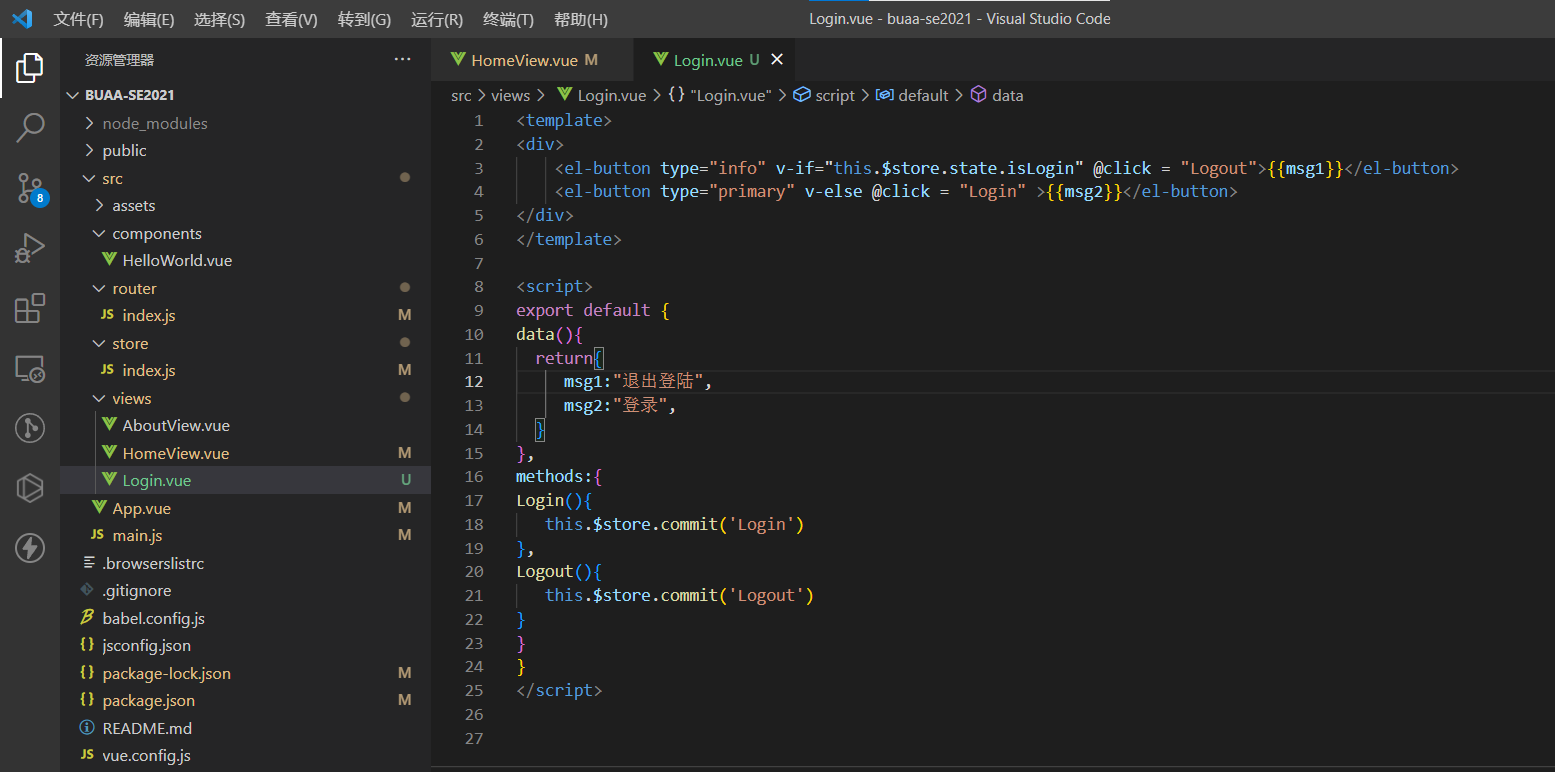 文件(F) 编辑(E) 选择(S) 查看(V) 转到(G) 运行(R) 终端(T) 帮助(H) Login.vue - buaa-se2021 - Visual Studio Code
资源管理器 ···
BUAA-SE2021
node_modules
public
src
assets
components
HelloWorld.vue
router
JS index.js M
store
JS index.js M
views
AboutView.vue
HomeView.vue M
Login.vue U
App.vue M
JS main.js M
.browserslistrc
.gitignore
babel.config.js
{} jsconfig.json
{} package-lock.json M
{} package.json M
README.md
JS vue.config.js
8
HomeView.vue M Login.vue U
src > views > Login.vue > {} "Login.vue" > script > default > data
1 <template>
2 <div>
3 <el-button type="info" v-if="this.$store.state.isLogin" @click = "Logout">{{msg1}}</el-button>
4 <el-button type="primary" v-else @click = "Login" >{{msg2}}</el-button>
5 </div>
6 </template>
7
8 <script>
9 export default {
10 data(){
11 return{
12 msg1:"退出登陆",
13 msg2:"登录",
14 }
15 },
16 methods:{
17 Login(){
18 this.$store.commit('Login')
19 },
20 Logout(){
21 this.$store.commit('Logout')
22 }
23 }
24 }
25 </script>
26
27